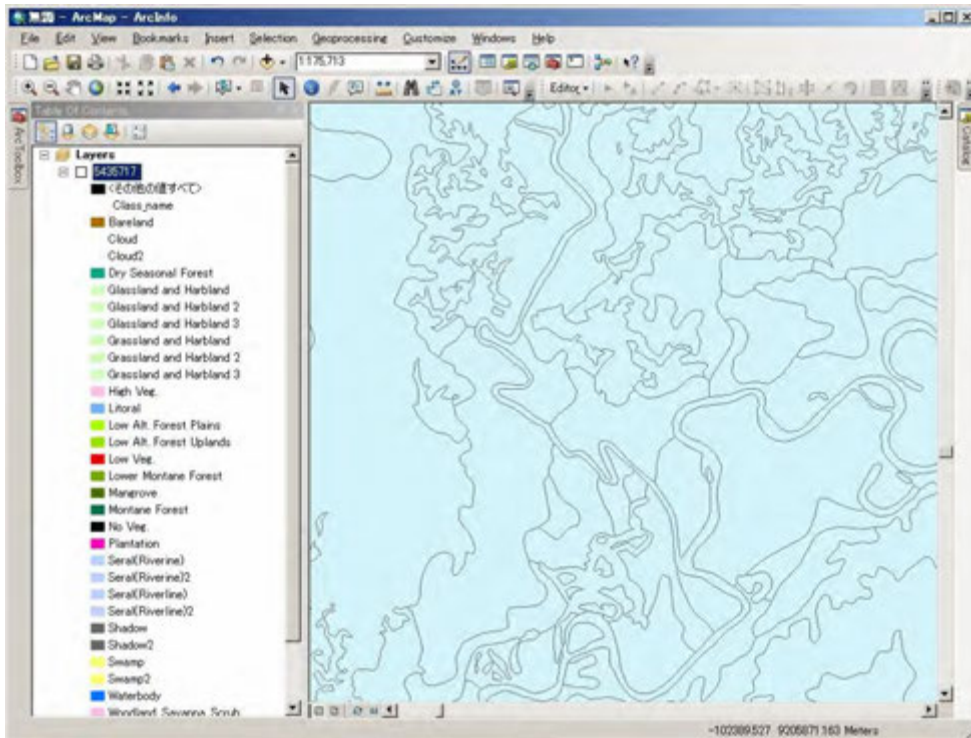 無題 - ArcMap - ArcInfo
File Edit View Bookmarks Insert Selection Geoprocessing Customize Windows Help
1:175,713
Editor
Table Of Contents
ArcToolbox
Catalog
Layers
5435717
<その他の値すべて>
Class_name
Bareland
Cloud
Cloud2
Dry Seasonal Forest
Glassland and Harbland
Glassland and Harbland 2
Glassland and Harbland 3
Grassland and Harbland
Grassland and Harbland 2
Grassland and Harbland 3
High Veg.
Litoral
Low Alt. Forest Plains
Low Alt. Forest Uplands
Low Veg.
Lower Montane Forest
Mangrove
Montane Forest
No Veg.
Plantation
Seral(Riverine)
Seral(Riverine)2
Seral(Riverline)
Seral(Riverline)2
Shadow
Shadow2
Swamp
Swamp2
Waterbody
Woodland Savanna Scrub
-102389.527 9205871.163 Meters